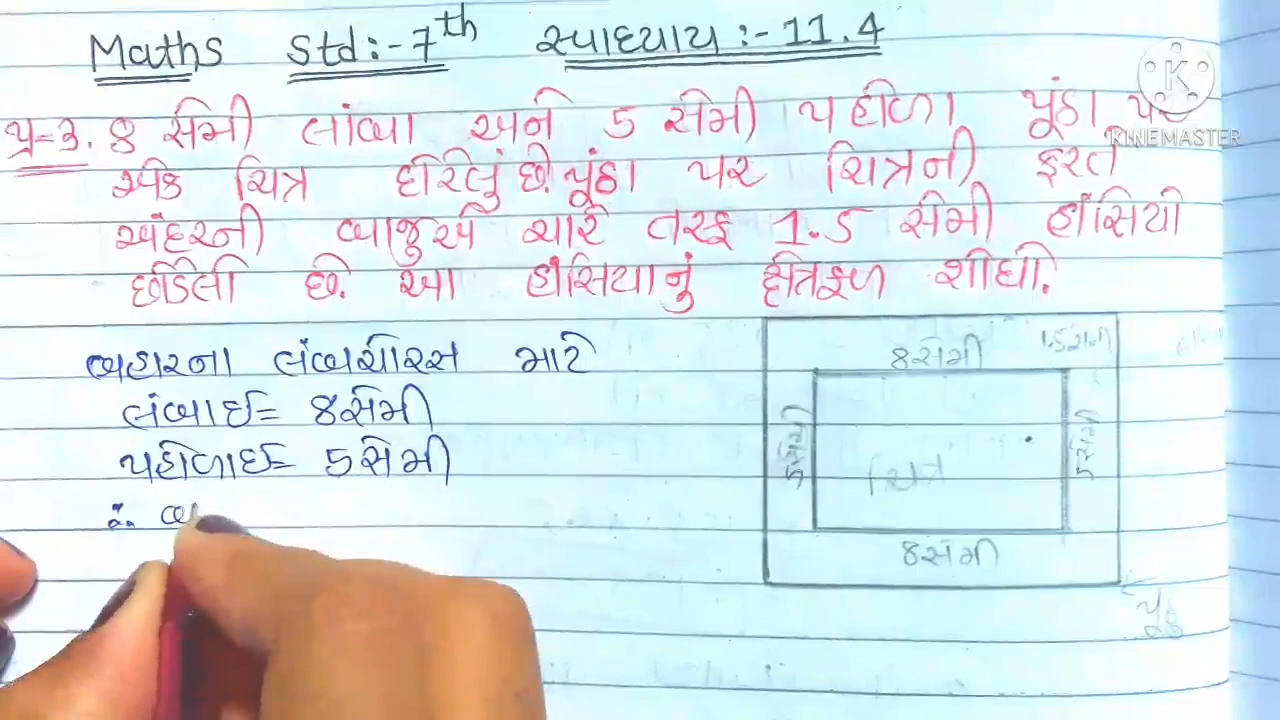 Maths Std:-7th સ્વાધ્યાય :- 11.4
K
KINEMASTER
પ્ર-3. 8 સેમી લાંબા અને 5 સેમી પહોળા પૂંઠા પર
એક ચિત્ર દોરેલું છે. પૂંઠા પર ચિત્રની ફરતે
અંદરની બાજુએ ચારે તરફ 1.5 સેમી હાંસિયો
છોડેલો છે. આ હાંસિયાનું ક્ષેત્રફળ શોધો.
બહારના લંબચોરસ માટે
લંબાઈ = 8 સેમી
પહોળાઈ = 5 સેમી
∴ બ
8 સેમી 1.5 સેમી
5 સેમી ચિત્ર 5 સેમી
8 સેમી